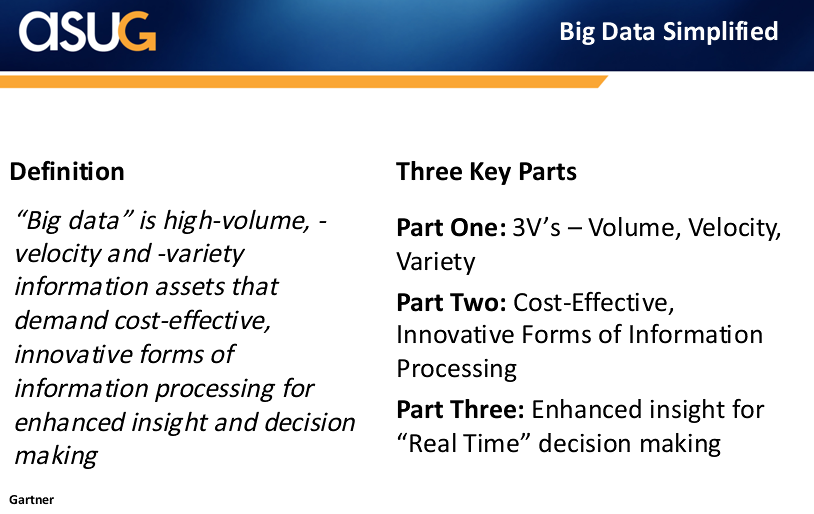 asuG
Big Data Simplified
Definition
“Big data” is high-volume, -
velocity and -variety
information assets that
demand cost-effective,
innovative forms of
information processing for
enhanced insight and decision
making
Gartner
Three Key Parts
Part One: 3V’s – Volume, Velocity,
Variety
Part Two: Cost-Effective,
Innovative Forms of Information
Processing
Part Three: Enhanced insight for
“Real Time” decision making